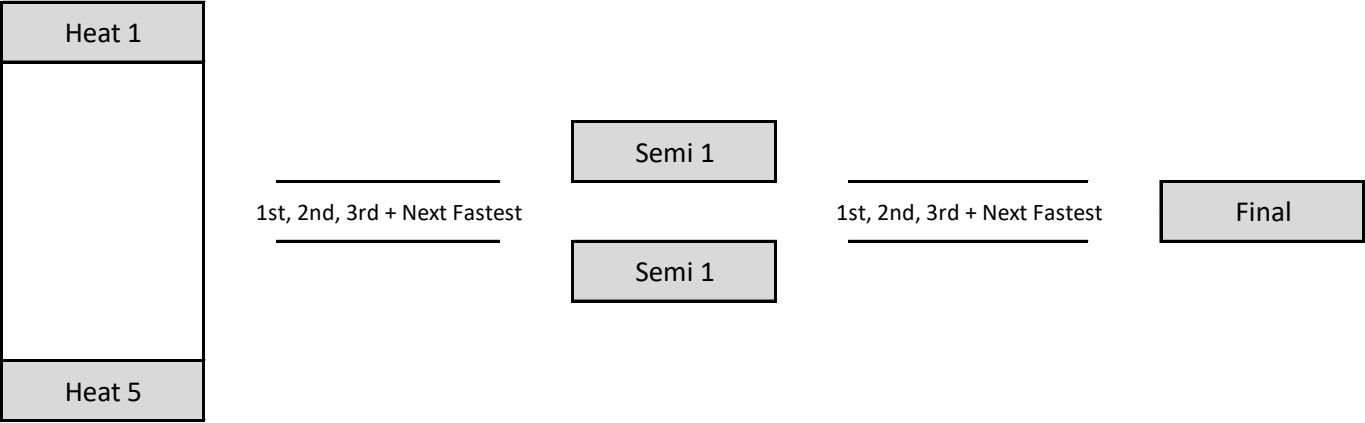 Heat 1
Semi 1
1st, 2nd, 3rd + Next Fastest
1st, 2nd, 3rd + Next Fastest
Final
Semi 1
Heat 5